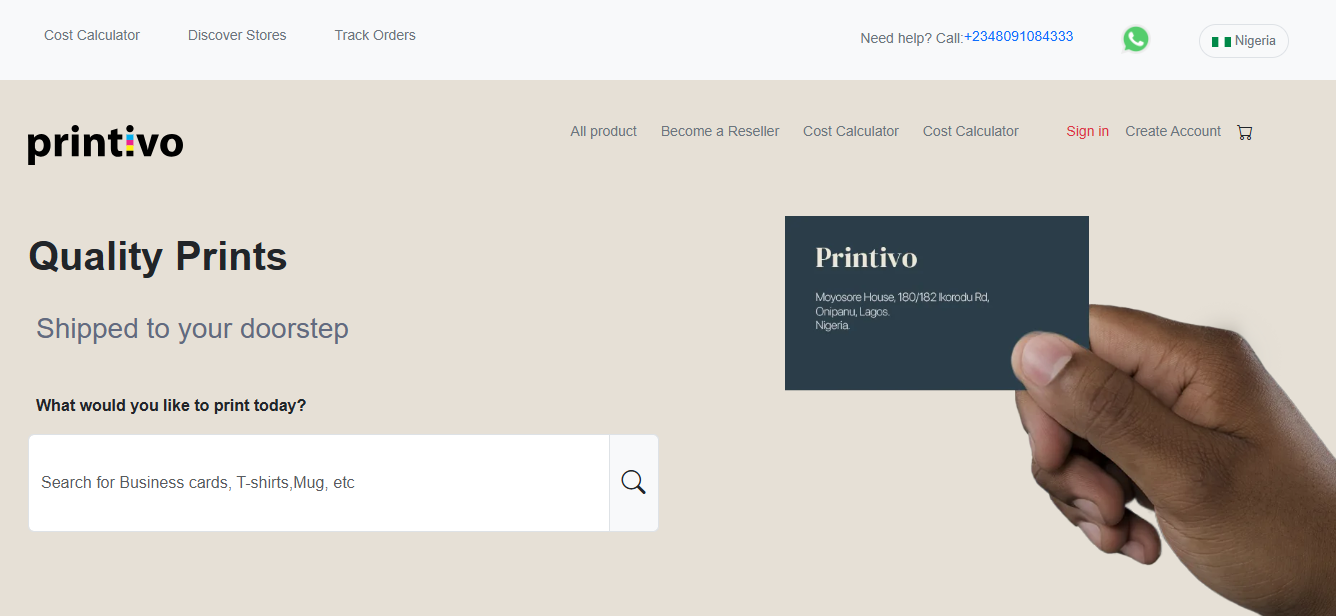 Cost Calculator Discover Stores Track Orders Need help? Call:+2348091084333 Nigeria
printivo All product Become a Reseller Cost Calculator Cost Calculator Sign in Create Account
Quality Prints
Shipped to your doorstep
What would you like to print today?
Search for Business cards, T-shirts,Mug, etc
Printivo
Moyosore House, 180/182 Ikorodu Rd,
Onipanu, Lagos.
Nigeria.